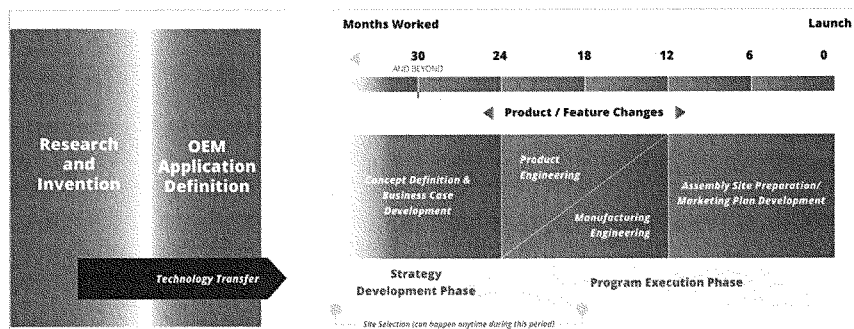 Research
and
Invention
OEM
Application
Definition
Technology Transfer
Months Worked
Launch
30
24
18
12
6
0
AND BEYOND
Product / Feature Changes
Concept Definition &
Business Case
Development
Product
Engineering
Manufacturing
Engineering
Assembly Site Preparation/
Marketing Plan Development
Strategy
Development Phase
Program Execution Phase
Site Selection (can happen anytime during this period)